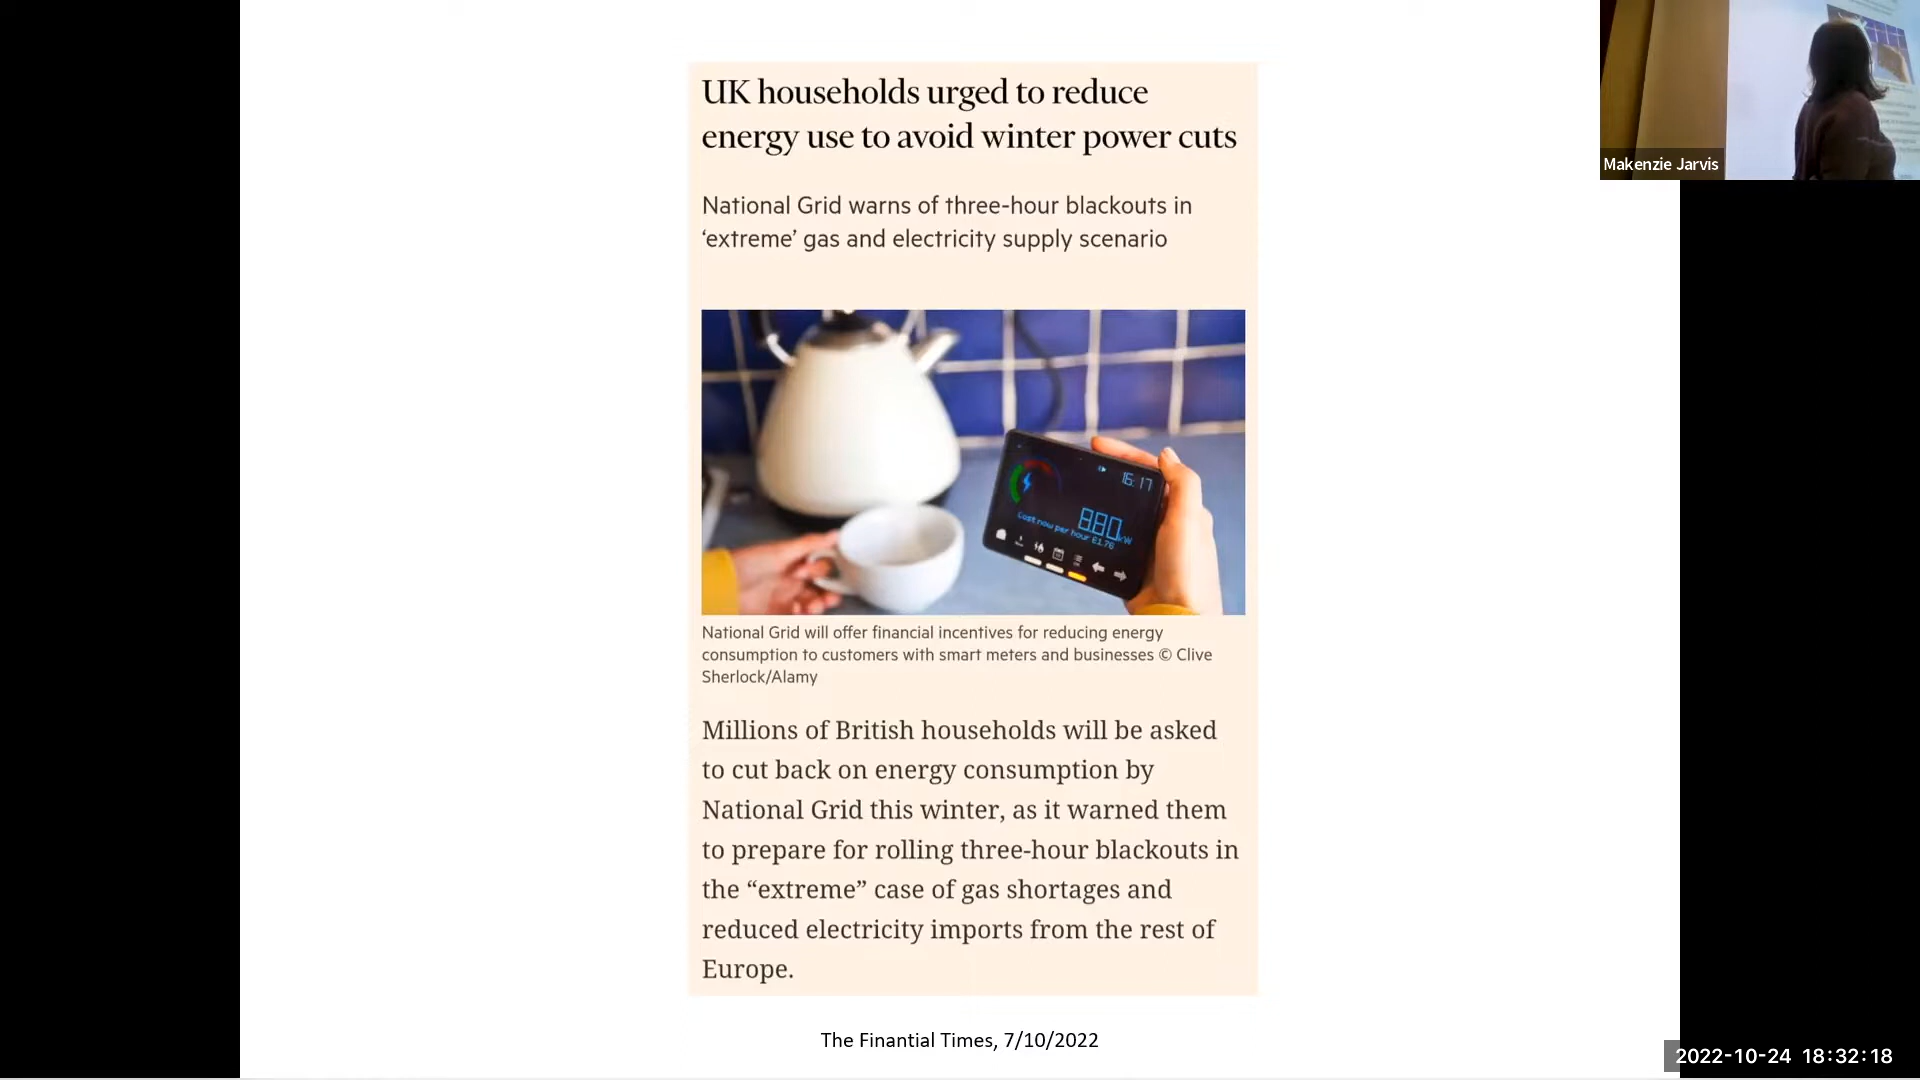 UK households urged to reduce
energy use to avoid winter power cuts
National Grid warns of three-hour blackouts in
‘extreme’ gas and electricity supply scenario
16:17
8.80 kW
Cost now per hour £1.76
National Grid will offer financial incentives for reducing energy
consumption to customers with smart meters and businesses © Clive
Sherlock/Alamy
Millions of British households will be asked
to cut back on energy consumption by
National Grid this winter, as it warned them
to prepare for rolling three-hour blackouts in
the “extreme” case of gas shortages and
reduced electricity imports from the rest of
Europe.
The Finantial Times, 7/10/2022
Makenzie Jarvis
2022-10-24 18:32:18